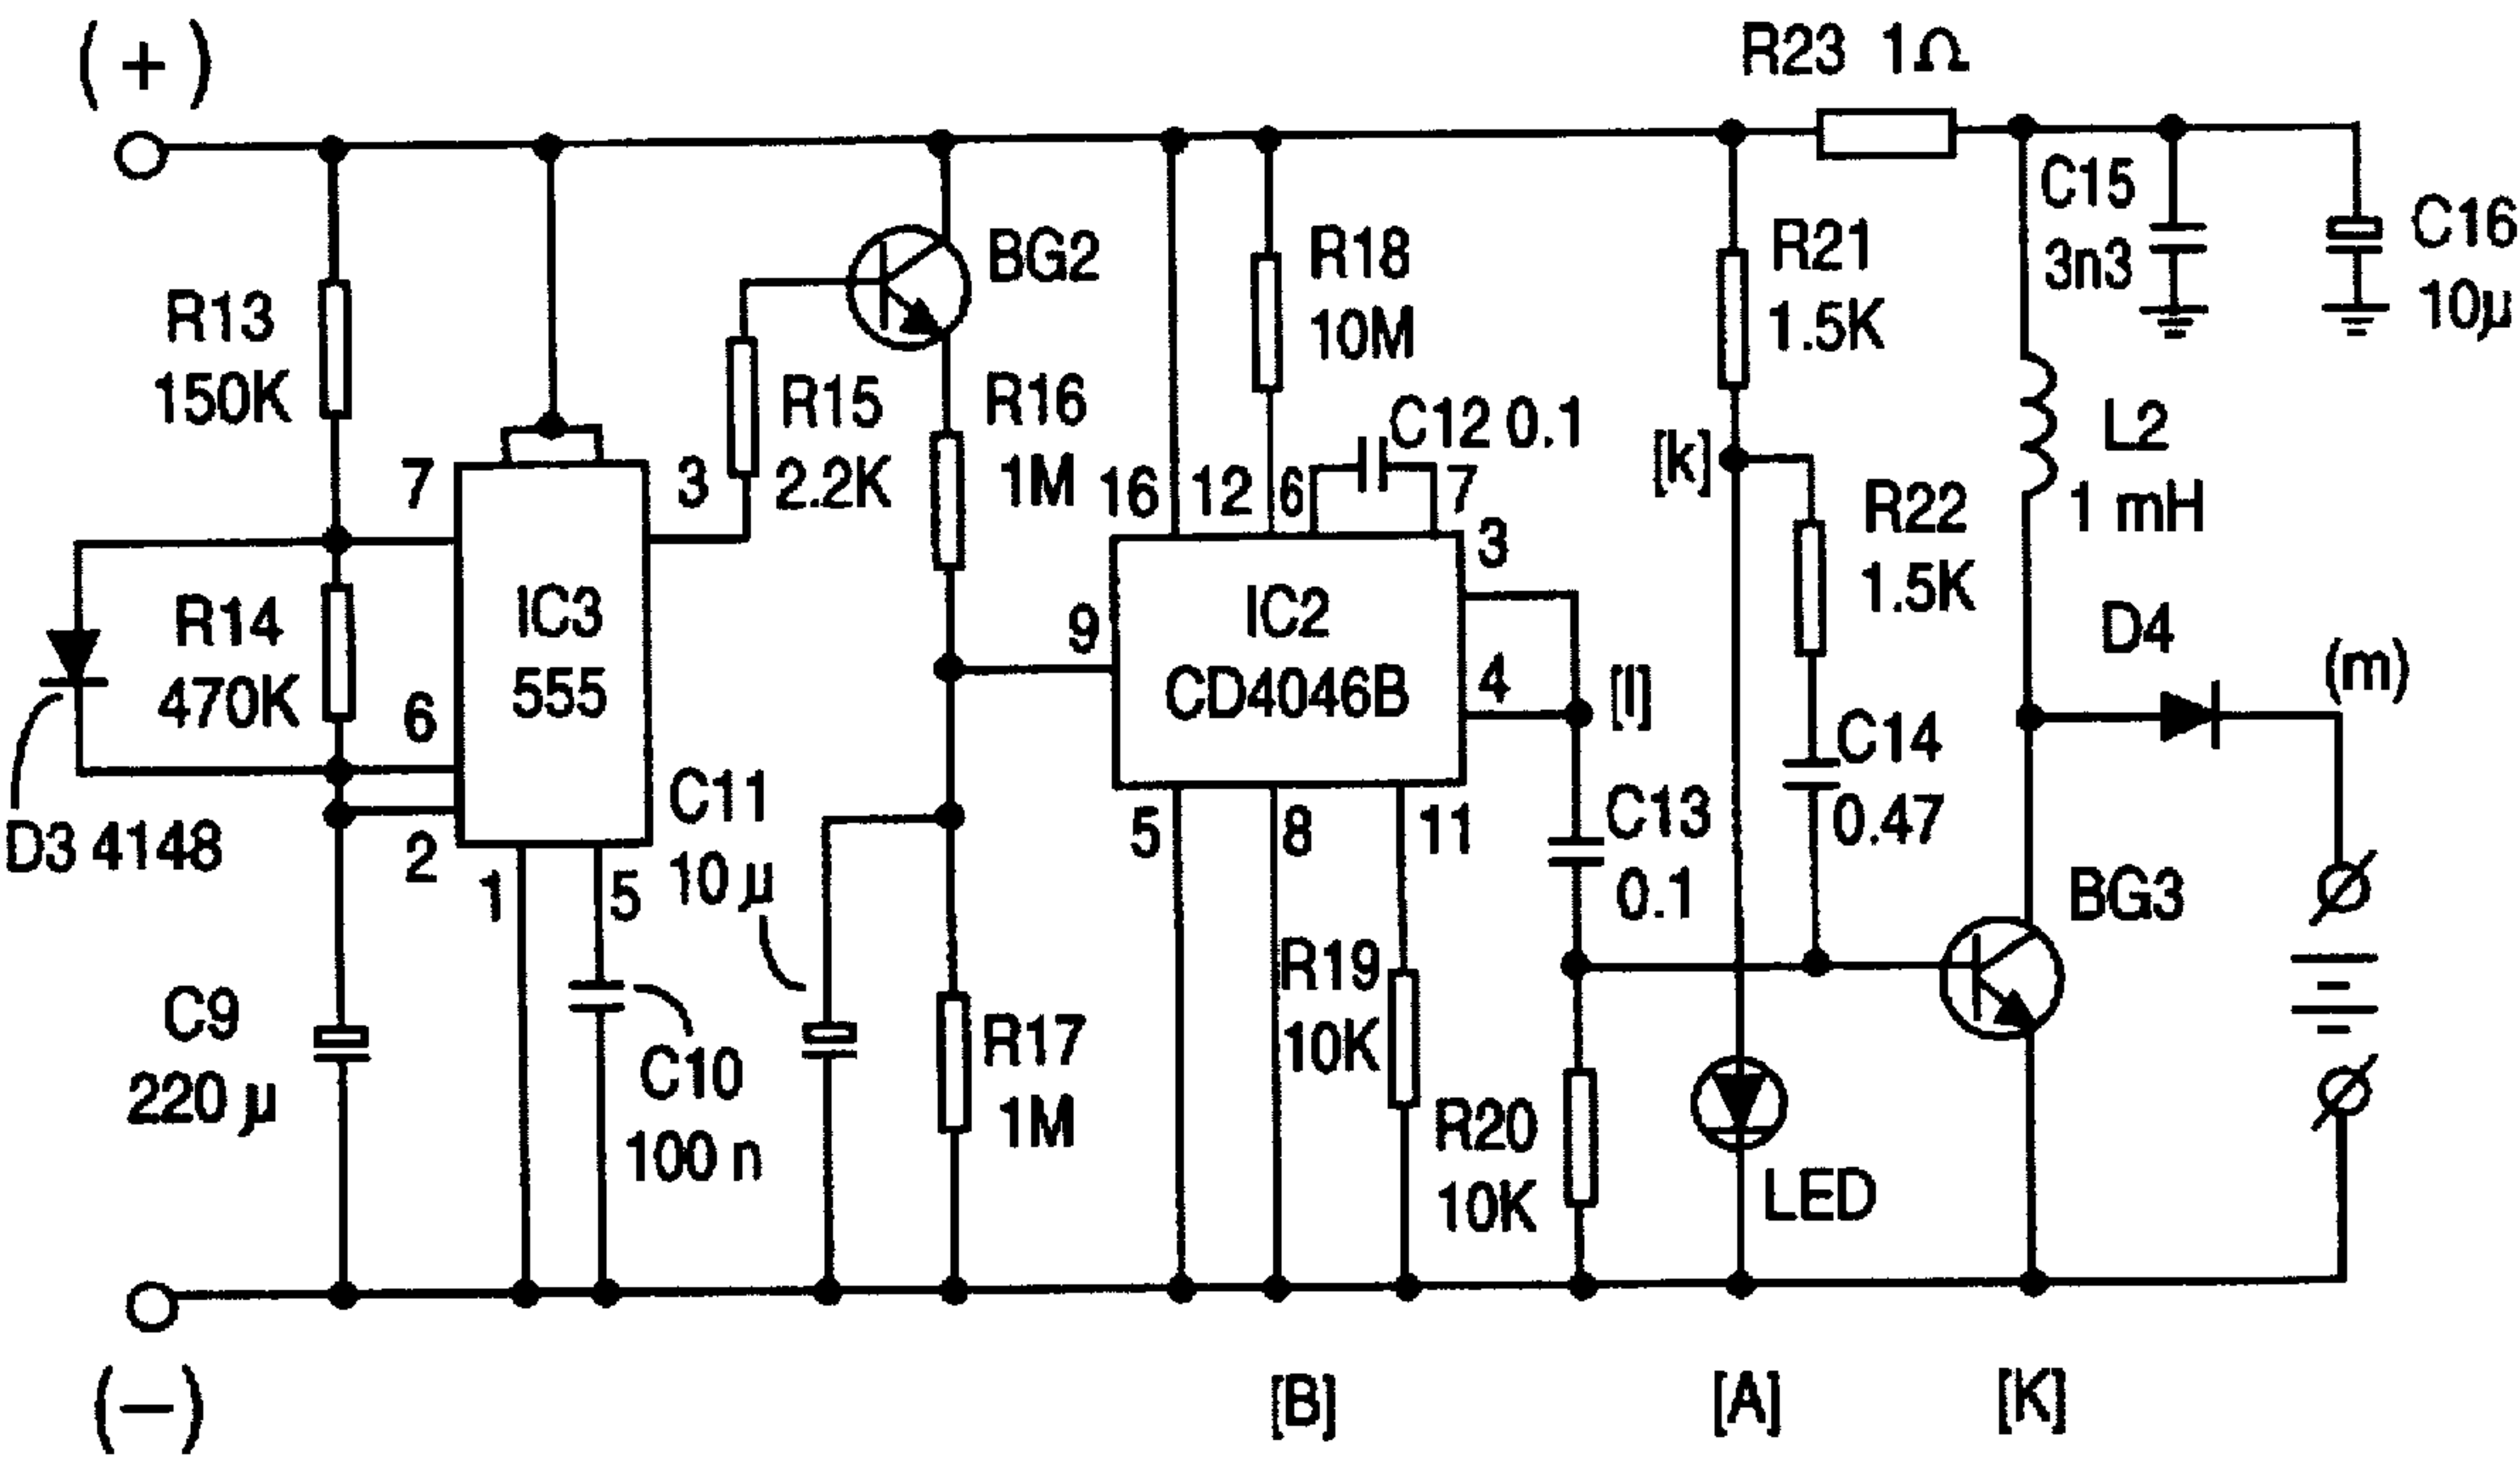 (+)
R23 1Ω
R13
150K
7
IC3
555
3
R14
470K
6
2
D3 4148
1
5
C9
220 µ
C10
100 n
BG2
R15
2.2K
R16
1M
C11
10 µ
R17
1M
R18
10M
C12 0.1
16
12
6
7
3
9
IC2
CD4046B
4
[l]
5
8
11
R19
10K
C13
0.1
R20
10K
R21
1.5K
[k]
R22
1.5K
C14
0.47
LED
C15
3n3
C16
10µ
L2
1 mH
D4
(m)
BG3
(—)
[B]
[A]
[K]